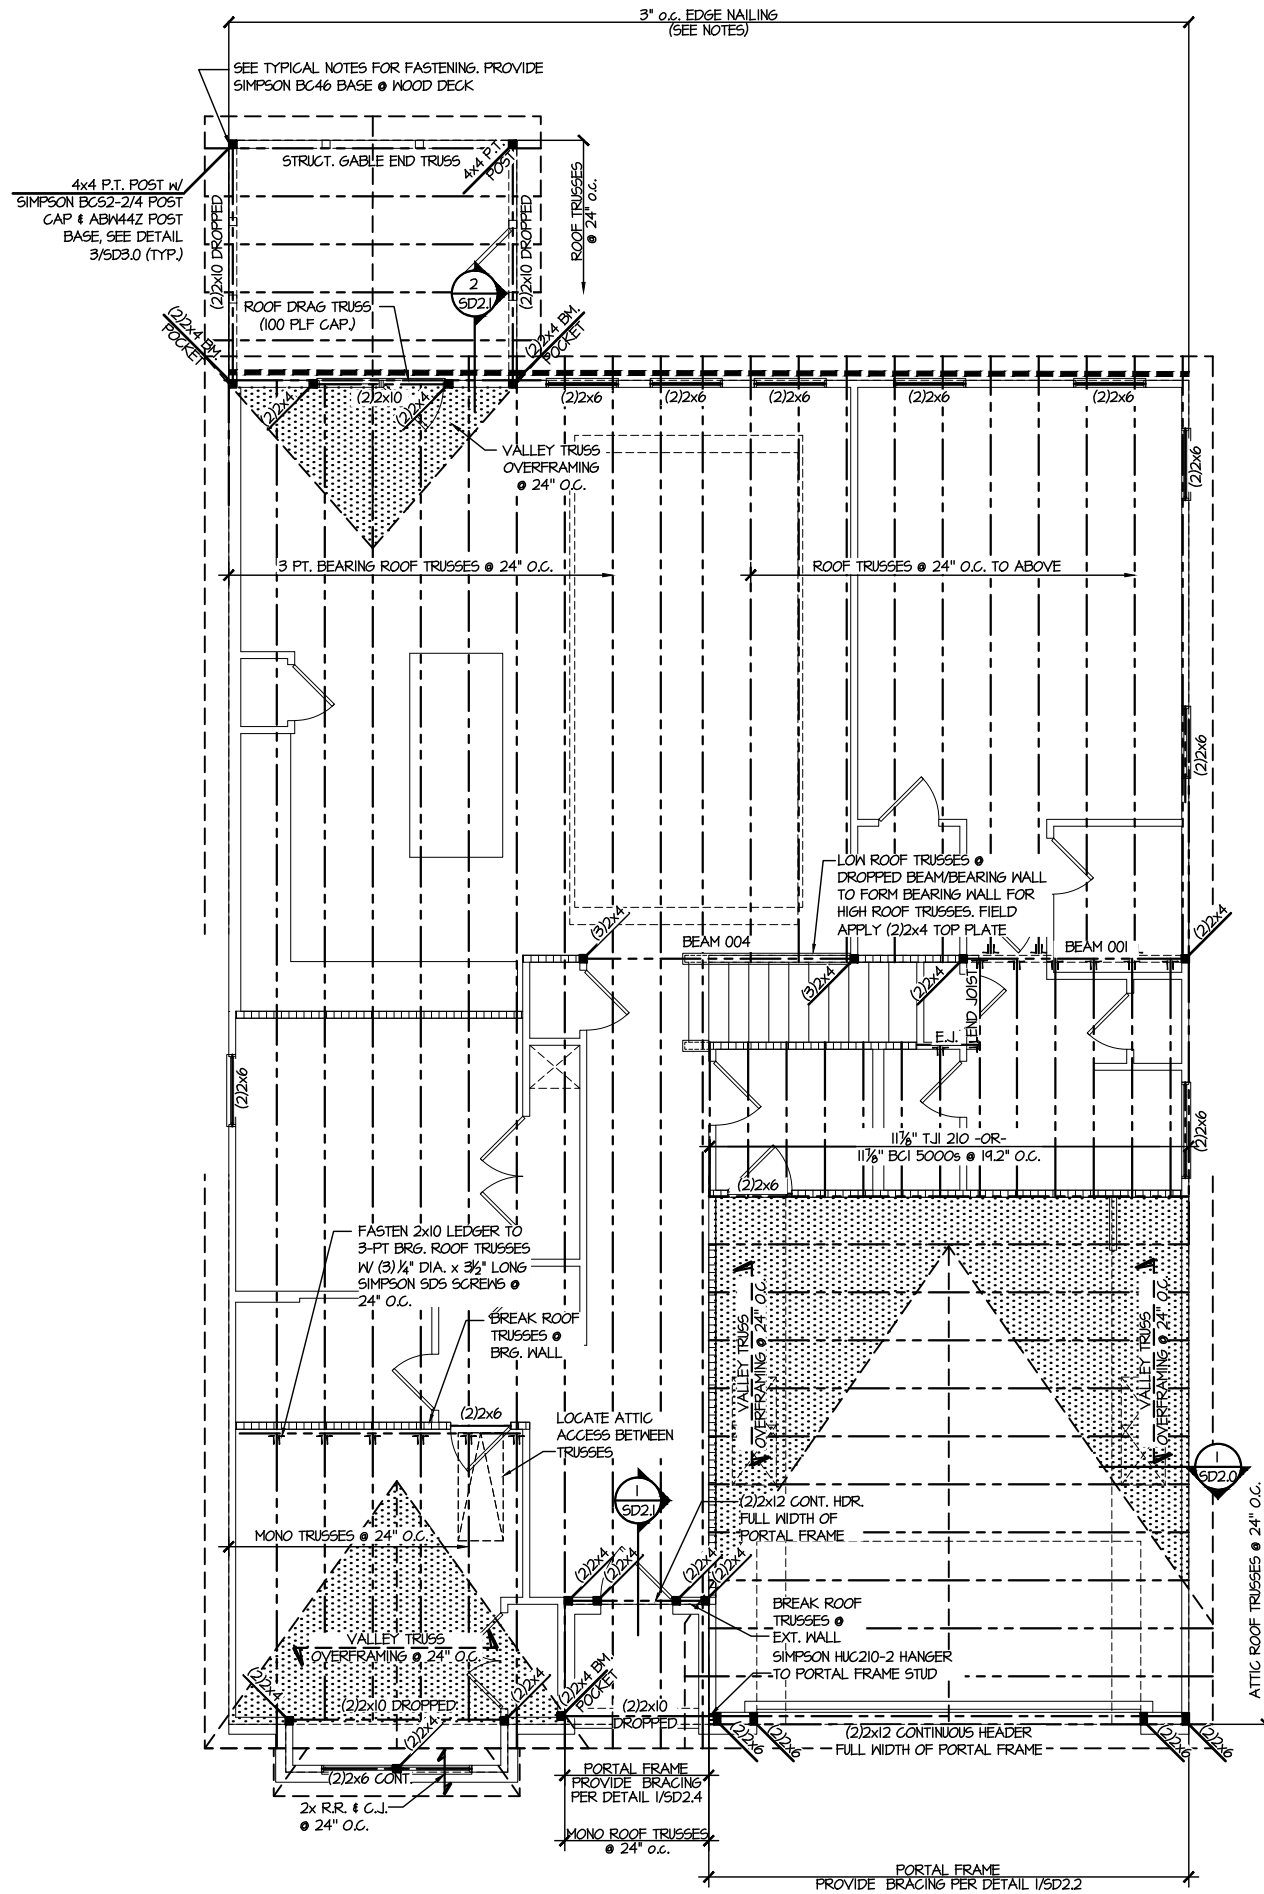 3" o.c. EDGE NAILING
(SEE NOTES)
SEE TYPICAL NOTES FOR FASTENING. PROVIDE
SIMPSON BC46 BASE @ WOOD DECK
STRUCT. GABLE END TRUSS
4x4 P.T.
POST
ROOF TRUSSES
@ 24" o.c.
4x4 P.T. POST W/
SIMPSON BCS2-2/4 POST
CAP & ABW44Z POST
BASE, SEE DETAIL
3/SD3.0 (TYP.)
(2)2x10 DROPPED
(2)2x10 DROPPED
2
SD2.1
ROOF DRAG TRUSS
(100 PLF CAP.)
(2)2x4 BM.
POCKET
(2)2x4 BM.
POCKET
(2)2x4
(2)2x10
(2)2x4
(2)2x6
(2)2x6
(2)2x6
(2)2x6
(2)2x6
(2)2x6
VALLEY TRUSS
OVERFRAMING
@ 24" O.C.
3 PT. BEARING ROOF TRUSSES @ 24" O.C.
ROOF TRUSSES @ 24" O.C. TO ABOVE
(2)2x6
LOW ROOF TRUSSES @
DROPPED BEAM/BEARING WALL
TO FORM BEARING WALL FOR
HIGH ROOF TRUSSES. FIELD
APPLY (2)2x4 TOP PLATE
(3)2x4
BEAM 004
BEAM 001
(2)2x4
(3)2x4
(2)2x4
END JOIST
E.J.
(2)2x6
(2)2x6
11⅞" TJI 210 -OR-
11⅞" BCI 5000s @ 19.2" O.C.
(2)2x6
FASTEN 2x10 LEDGER TO
3-PT BRG. ROOF TRUSSES
W/ (3) ¼" DIA. x 3½" LONG
SIMPSON SDS SCREWS @
24" O.C.
BREAK ROOF
TRUSSES @
BRG. WALL
VALLEY TRUSS
OVERFRAMING @ 24" O.C.
VALLEY TRUSS
OVERFRAMING @ 24" O.C.
(2)2x6
LOCATE ATTIC
ACCESS BETWEEN
TRUSSES
1
SD2.0
1
SD2.1
(2)2x12 CONT. HDR.
FULL WIDTH OF
PORTAL FRAME
MONO TRUSSES @ 24" O.C.
ATTIC ROOF TRUSSES @ 24" O.C.
(2)2x4
(2)2x4
(2)2x4
(2)2x4
BREAK ROOF
TRUSSES @
EXT. WALL
VALLEY TRUSS
OVERFRAMING @ 24" O.C.
SIMPSON HUC210-2 HANGER
TO PORTAL FRAME STUD
(2)2x4
(2)2x10 DROPPED
(2)2x4
(2)2x4 BM.
POCKET
(2)2x4
(2)2x10
DROPPED
(2)2x6
(2)2x6
(2)2x12 CONTINUOUS HEADER
FULL WIDTH OF PORTAL FRAME
(2)2x6
(2)2x6
(2)2x6 CONT.
PORTAL FRAME
PROVIDE BRACING
PER DETAIL 1/SD2.4
2x R.R. & C.J.
@ 24" O.C.
MONO ROOF TRUSSES
@ 24" o.c.
PORTAL FRAME
PROVIDE BRACING PER DETAIL 1/SD2.2